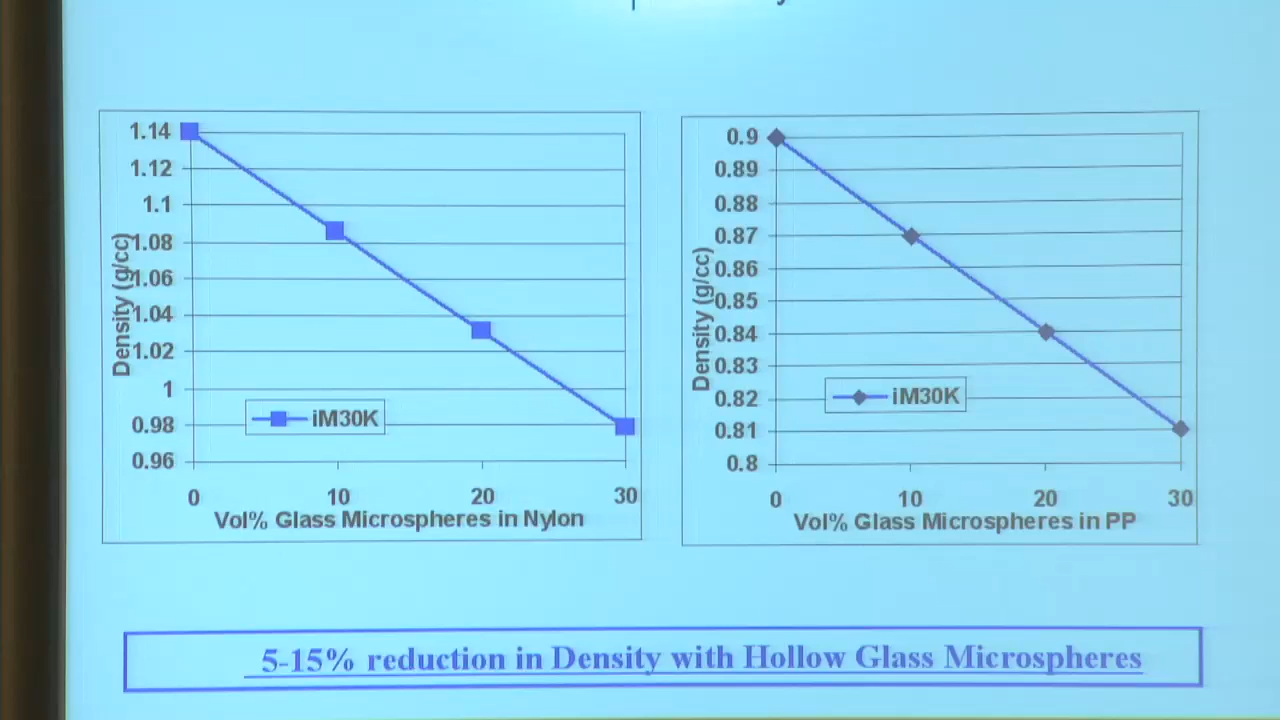 1.14
1.12
1.1
1.08
1.06
1.04
1.02
1
0.98
0.96
Density (g/cc)
iM30K
0 10 20 30
Vol% Glass Microspheres in Nylon
0.9
0.89
0.88
0.87
0.86
0.85
0.84
0.83
0.82
0.81
0.8
Density (g/cc)
iM30K
0 10 20 30
Vol% Glass Microspheres in PP
5-15% reduction in Density with Hollow Glass Microspheres